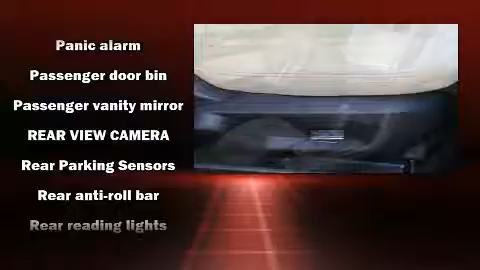 Panic alarm
Passenger door bin
Passenger vanity mirror
REAR VIEW CAMERA
Rear Parking Sensors
Rear anti-roll bar
Rear reading lights